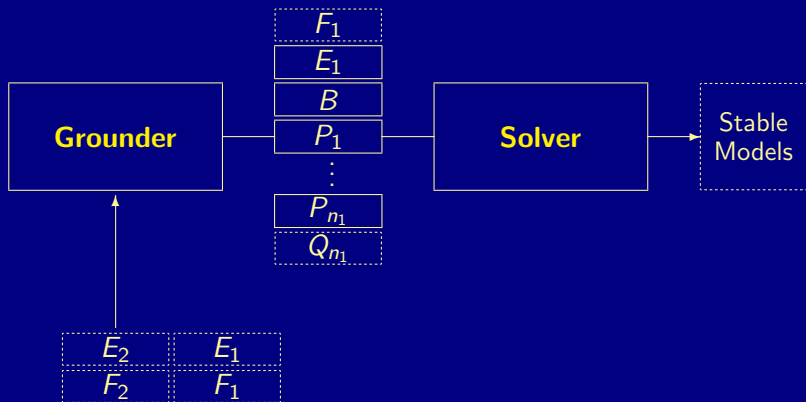 F₁
E₁
B
Grounder P₁ Solver Stable Models
⋮
Pₙ₁
Qₙ₁
E₂ E₁
F₂ F₁